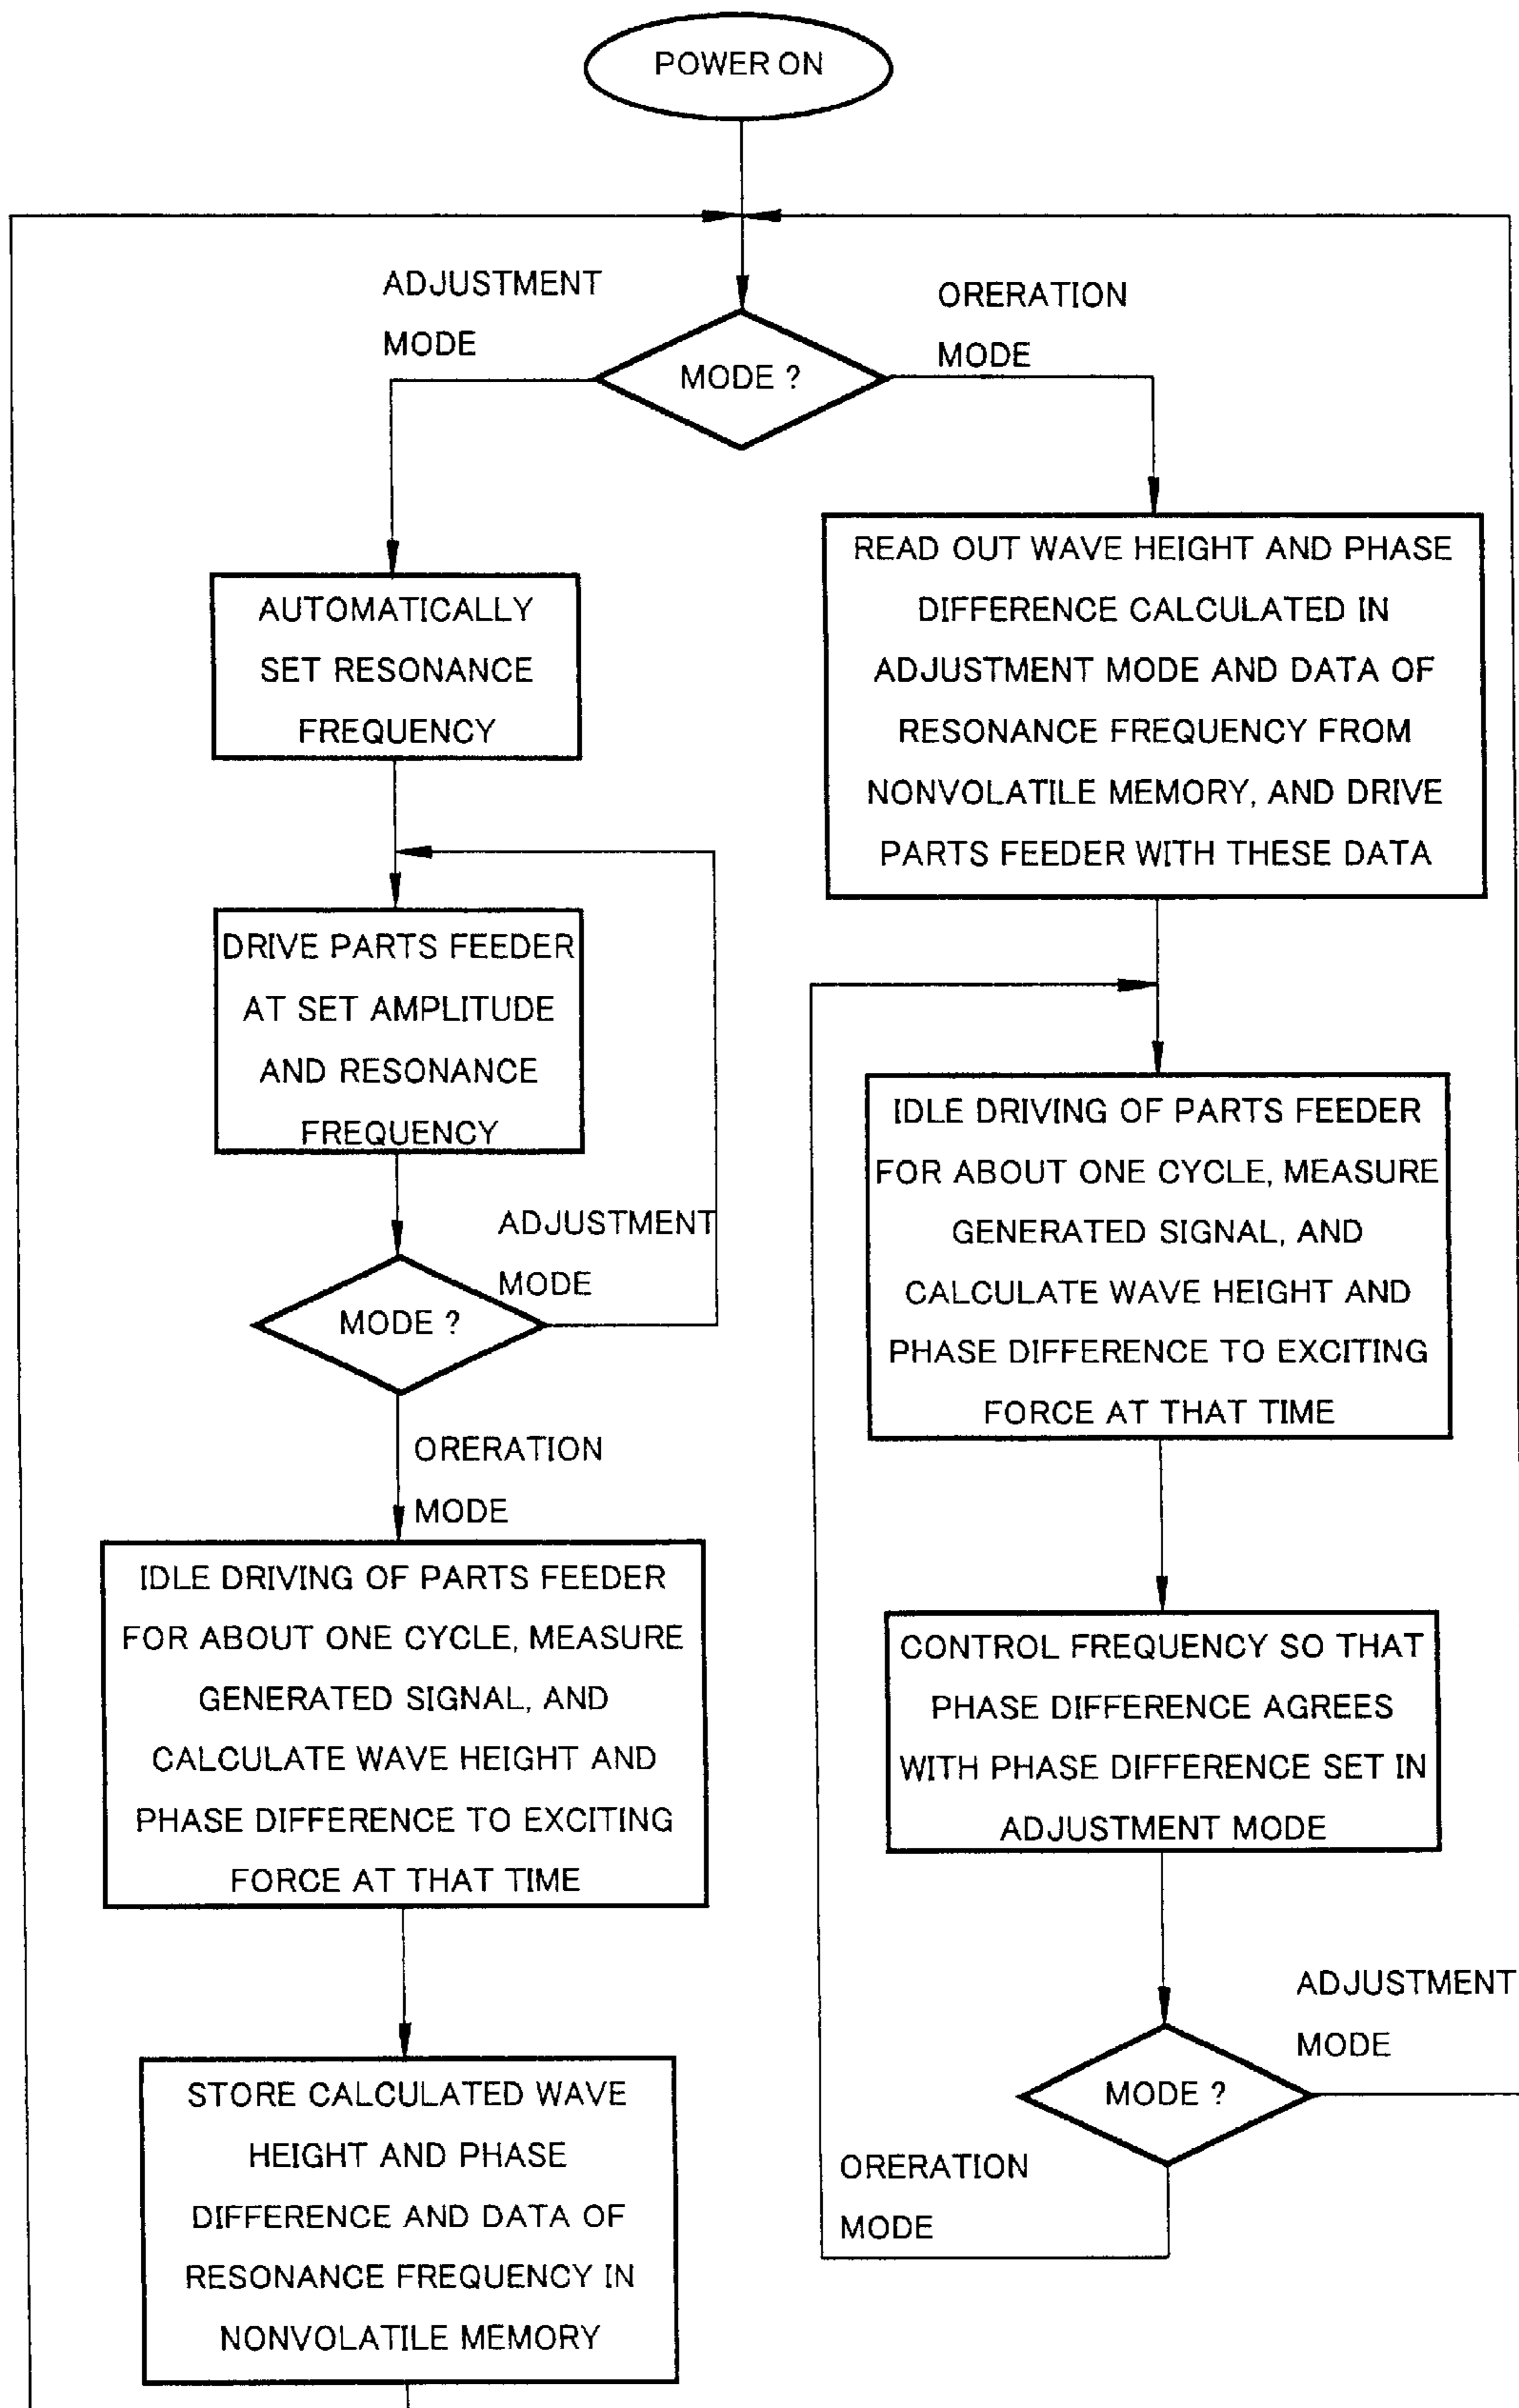 POWER ON
ADJUSTMENT
MODE
ORERATION
MODE
MODE ?
AUTOMATICALLY
SET RESONANCE
FREQUENCY
DRIVE PARTS FEEDER
AT SET AMPLITUDE
AND RESONANCE
FREQUENCY
ADJUSTMENT
MODE
MODE ?
ORERATION
MODE
IDLE DRIVING OF PARTS FEEDER
FOR ABOUT ONE CYCLE, MEASURE
GENERATED SIGNAL, AND
CALCULATE WAVE HEIGHT AND
PHASE DIFFERENCE TO EXCITING
FORCE AT THAT TIME
STORE CALCULATED WAVE
HEIGHT AND PHASE
DIFFERENCE AND DATA OF
RESONANCE FREQUENCY IN
NONVOLATILE MEMORY
READ OUT WAVE HEIGHT AND PHASE
DIFFERENCE CALCULATED IN
ADJUSTMENT MODE AND DATA OF
RESONANCE FREQUENCY FROM
NONVOLATILE MEMORY, AND DRIVE
PARTS FEEDER WITH THESE DATA
IDLE DRIVING OF PARTS FEEDER
FOR ABOUT ONE CYCLE, MEASURE
GENERATED SIGNAL, AND
CALCULATE WAVE HEIGHT AND
PHASE DIFFERENCE TO EXCITING
FORCE AT THAT TIME
CONTROL FREQUENCY SO THAT
PHASE DIFFERENCE AGREES
WITH PHASE DIFFERENCE SET IN
ADJUSTMENT MODE
ADJUSTMENT
MODE
MODE ?
ORERATION
MODE